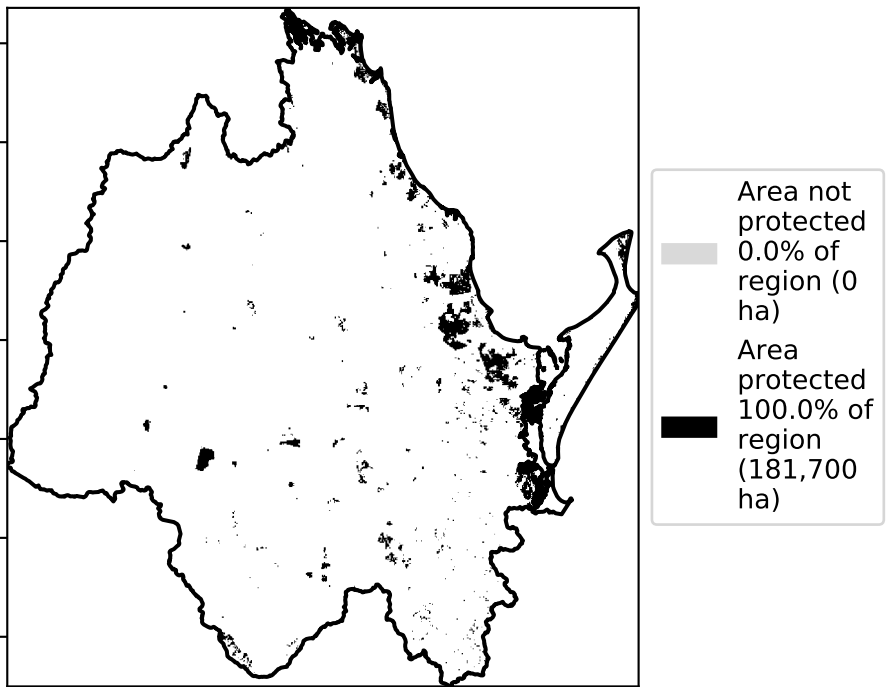 Area not
protected
0.0% of
region (0
ha)
Area
protected
100.0% of
region
(181,700
ha)